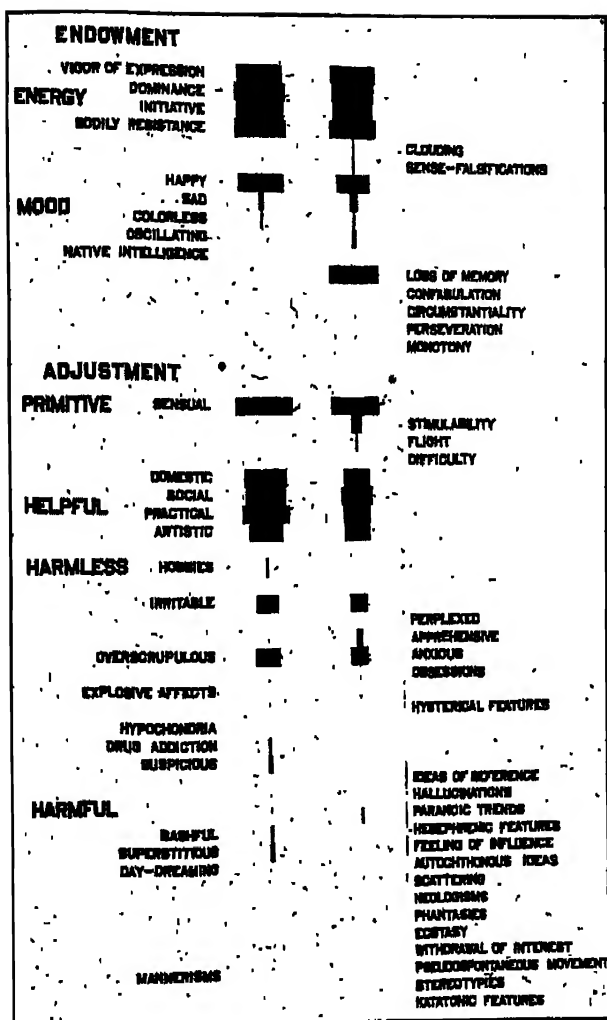 ENDOWMENT
VIGOR OF EXPRESSION
DOMINANCE
ENERGY
INITIATIVE
BODILY RESISTANCE
CLOUDING
SENSE-FALSIFICATIONS
HAPPY
SAD
MOOD
COLORLESS
OSCILLATING
NATIVE INTELLIGENCE
LOSS OF MEMORY
CONFABULATION
CIRCUMSTANTIALITY
PERSEVERATION
MONOTONY
ADJUSTMENT
PRIMITIVE SENSUAL
STIMULABILITY
FLIGHT
DIFFICULTY
DOMESTIC
SOCIAL
HELPFUL PRACTICAL
ARTISTIC
HARMLESS HOBBIES
IRRITABLE
PERPLEXED
APPREHENSIVE
OVERSCRUPULOUS ANXIOUS
OBSESSIONS
EXPLOSIVE AFFECTS
HYSTERICAL FEATURES
HYPOCHONDRIA
DRUG ADDICTION
SUSPICIOUS
IDEAS OF REFERENCE
HALLUCINATIONS
HARMFUL PARANOIC TRENDS
BASHFUL HEBEPHRENIC FEATURES
SUPERSTITIOUS FEELING OF INFLUENCE
DAY-DREAMING AUTOCHTHONOUS IDEAS
SCATTERING
NEOLOGISMS
PHANTASIES
ECSTASY
WITHDRAWAL OF INTEREST
MANNERISMS PSEUDOSPONTANEOUS MOVEMENT
STEREOTYPIES
KATATONIC FEATURES